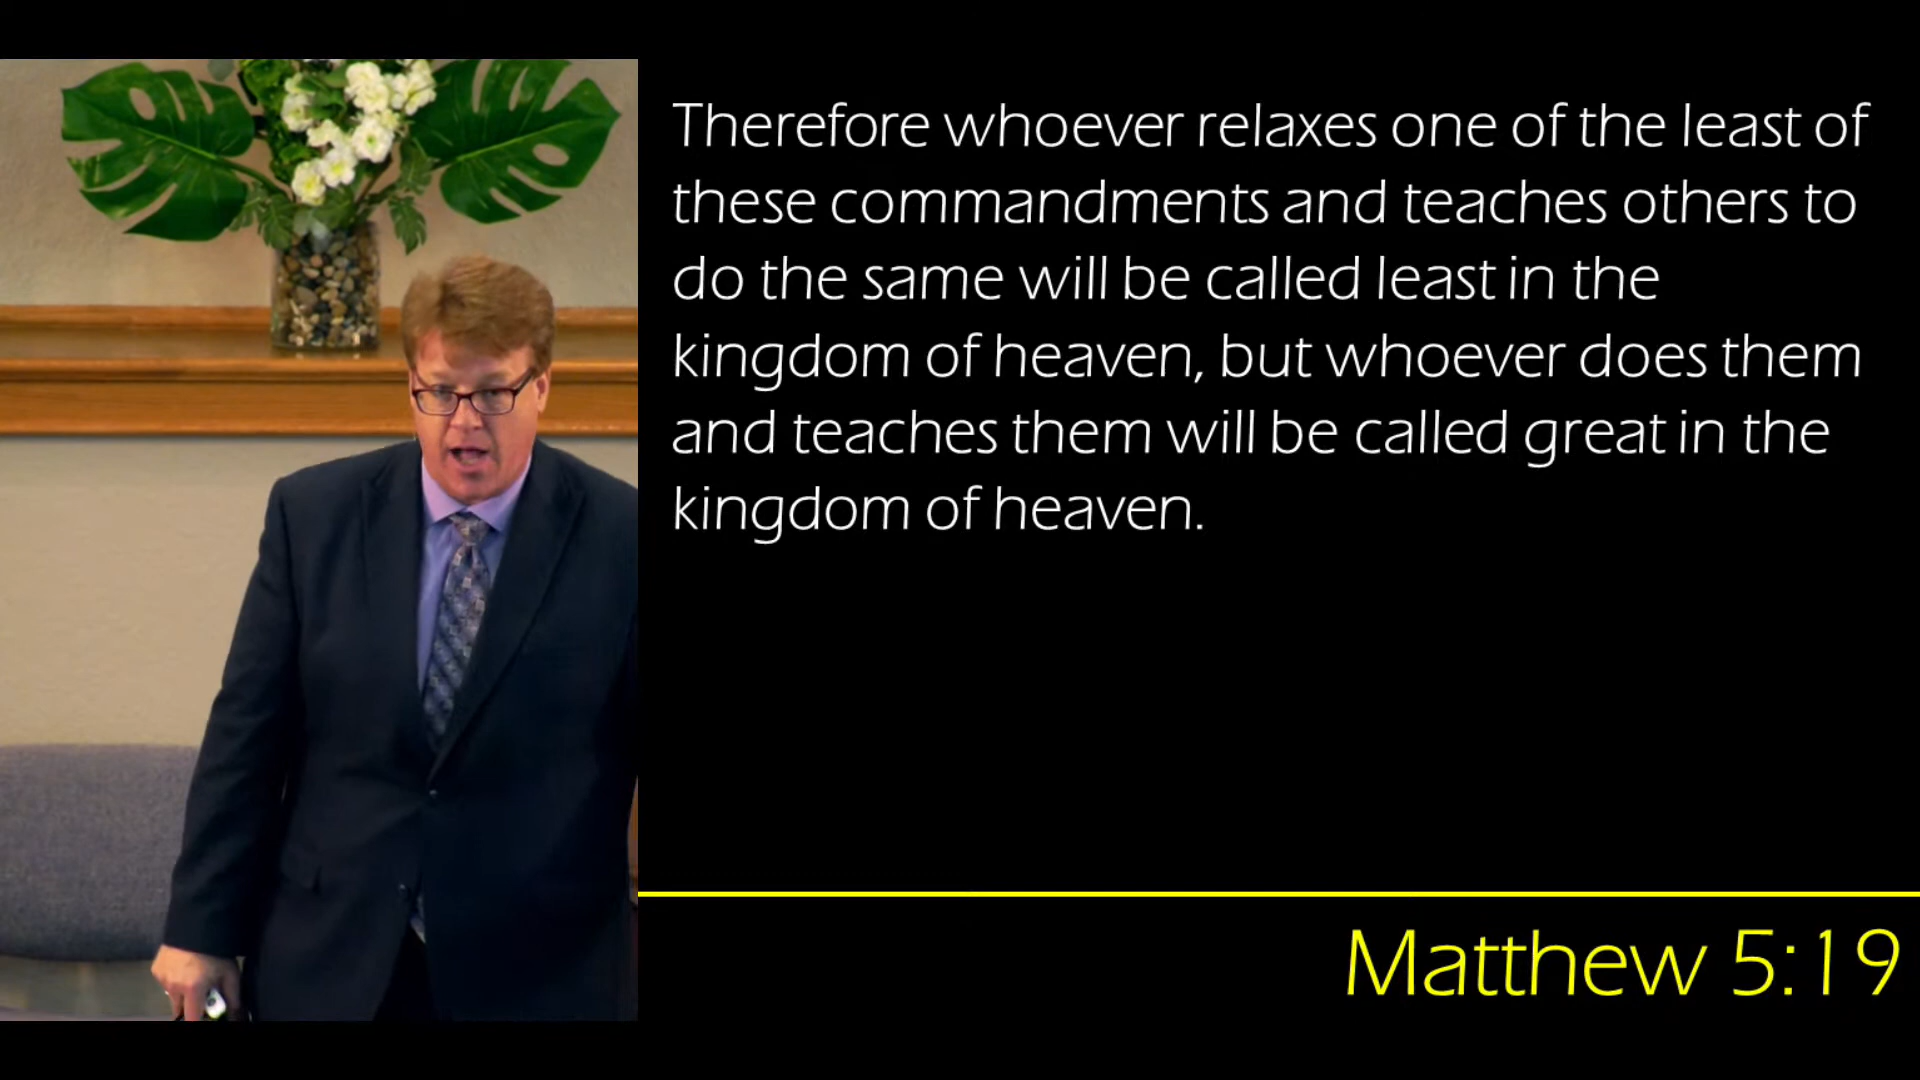 Therefore whoever relaxes one of the least of
these commandments and teaches others to
do the same will be called least in the
kingdom of heaven, but whoever does them
and teaches them will be called great in the
kingdom of heaven.
Matthew 5:19